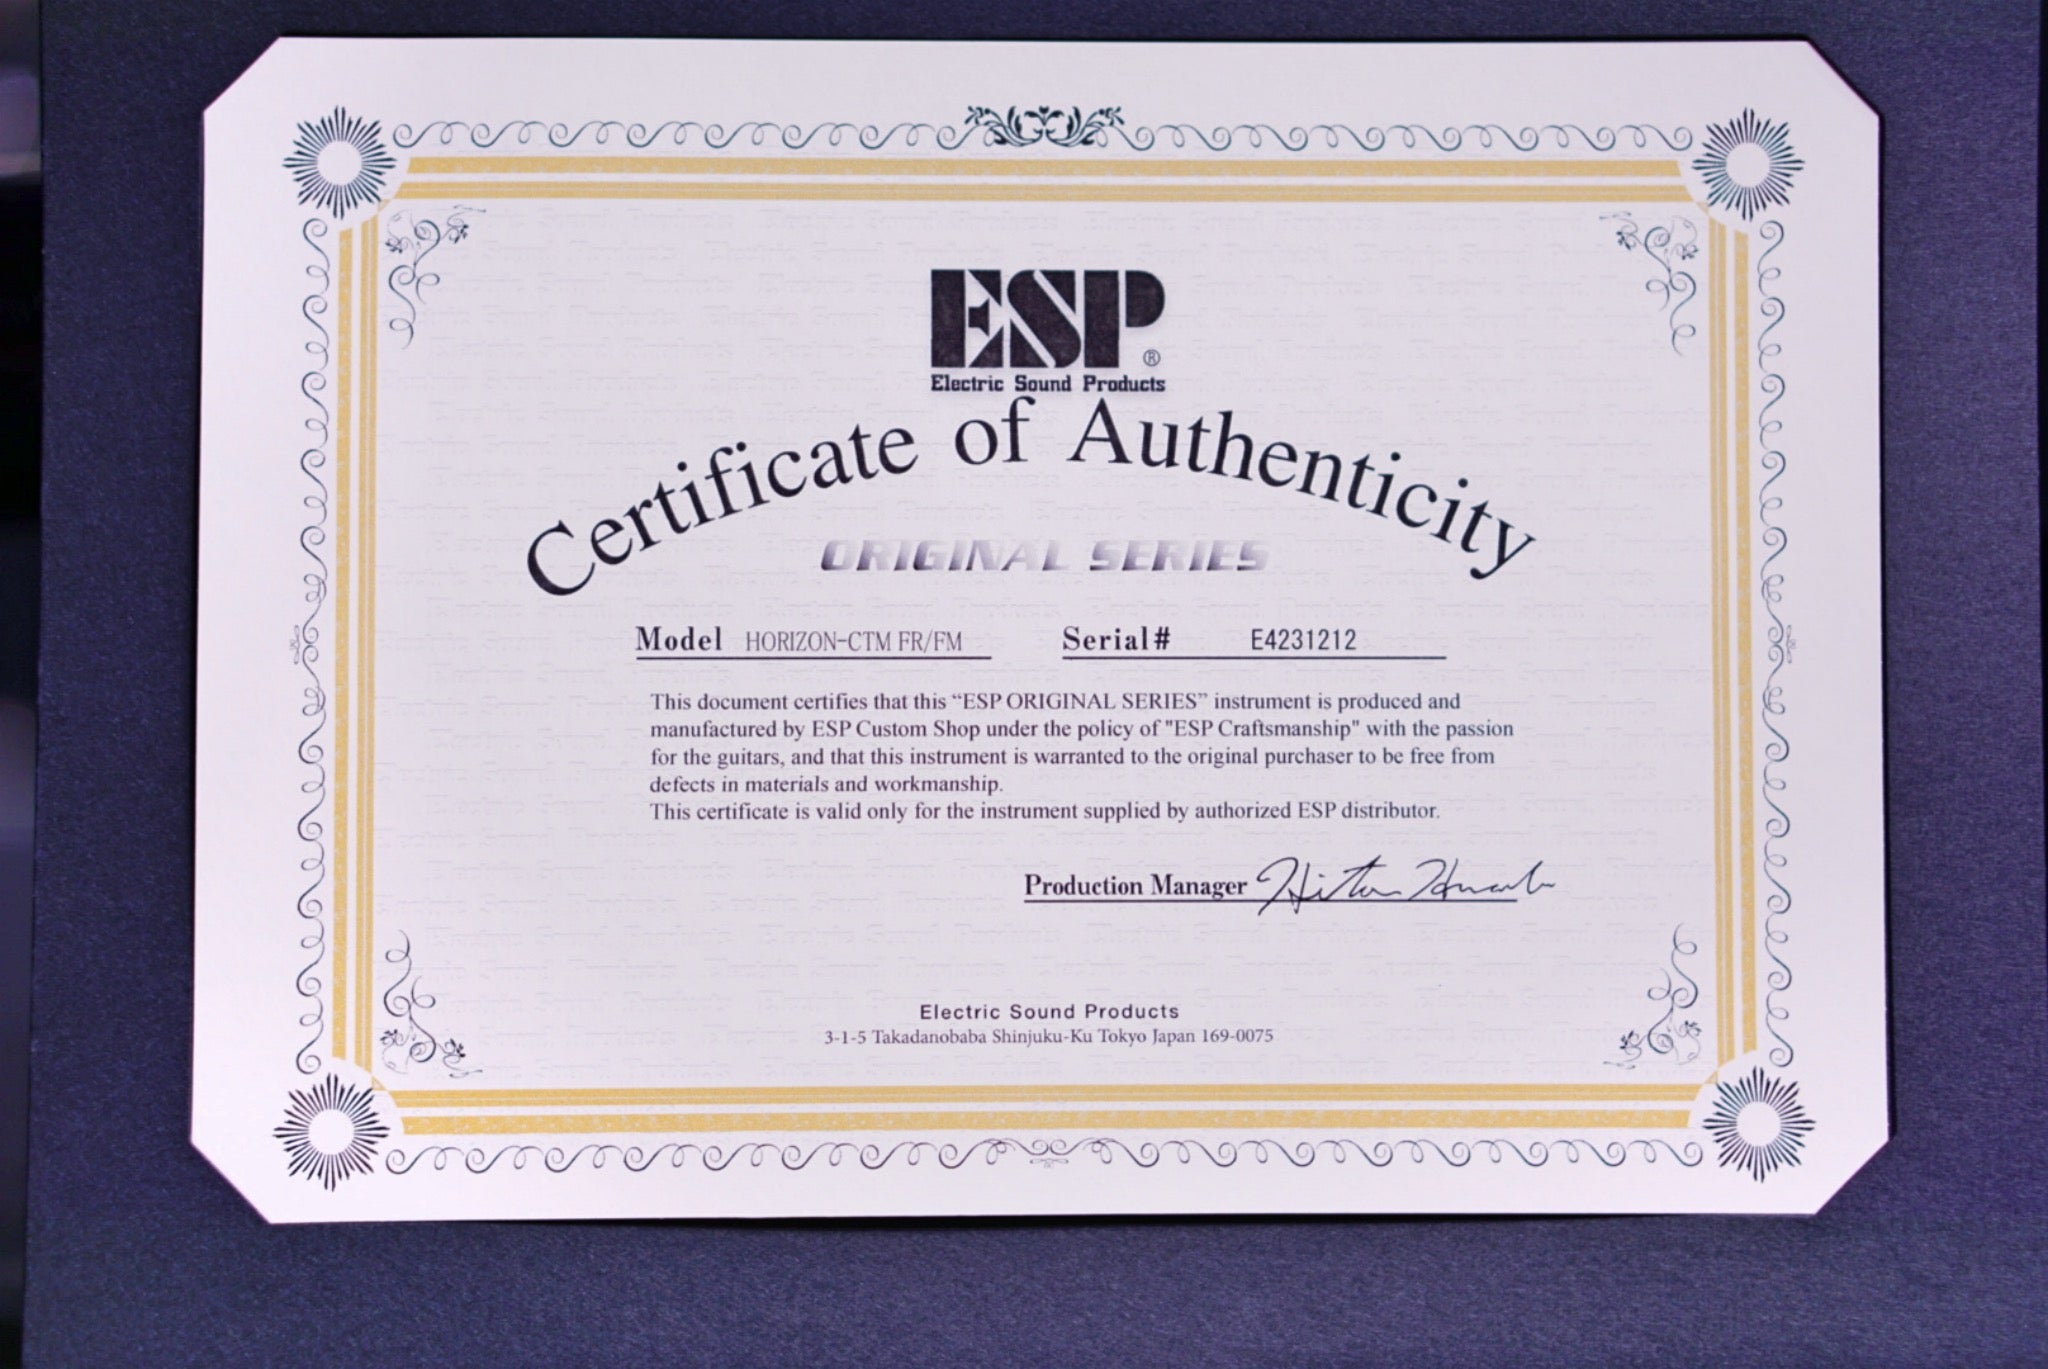 ESP®
Electric Sound Products
Certificate of Authenticity
ORIGINAL SERIES
Model HORIZON-CTM FR/FM Serial# E4231212
This document certifies that this “ESP ORIGINAL SERIES” instrument is produced and
manufactured by ESP Custom Shop under the policy of "ESP Craftsmanship" with the passion
for the guitars, and that this instrument is warranted to the original purchaser to be free from
defects in materials and workmanship.
This certificate is valid only for the instrument supplied by authorized ESP distributor.
Production Manager
Electric Sound Products
3-1-5 Takadanobaba Shinjuku-Ku Tokyo Japan 169-0075